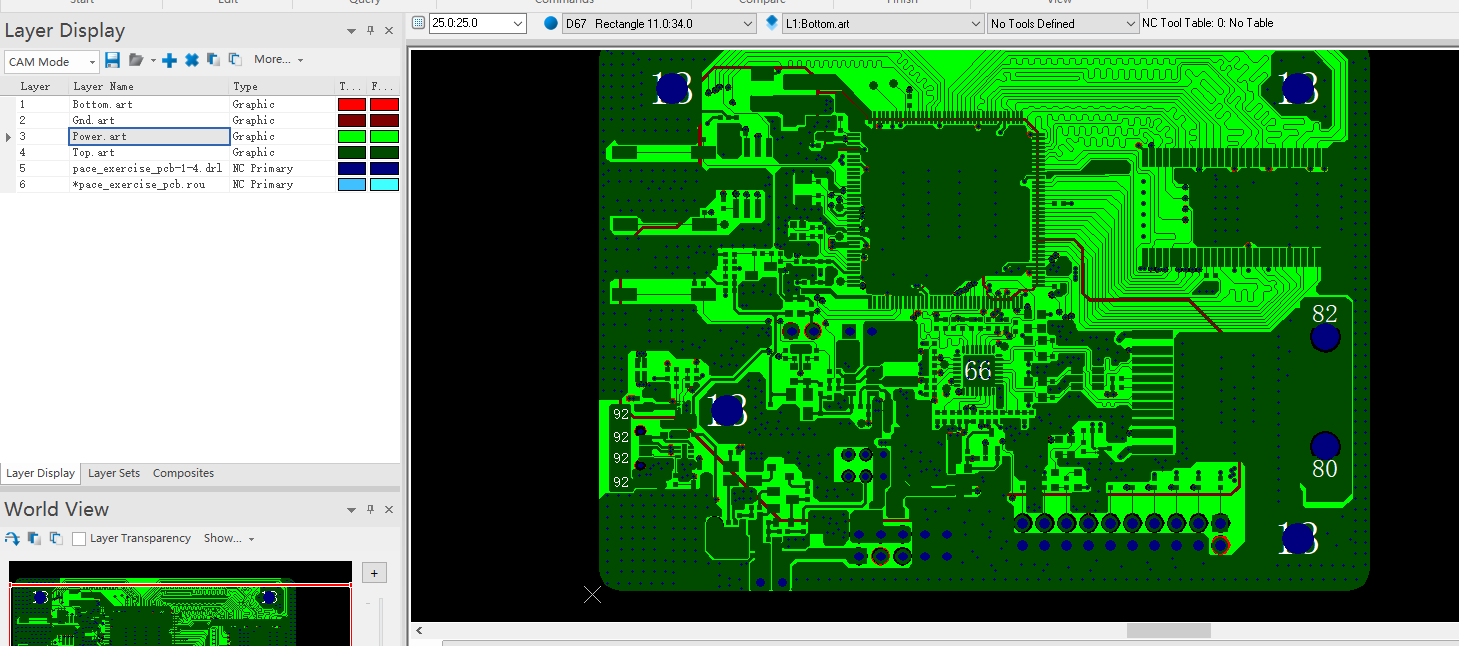 Start Edit Query Commands Compare Finish View
Layer Display
CAM Mode
More...
Layer Layer Name Type T... F...
1 Bottom.art Graphic
2 Gnd.art Graphic
3 Power.art Graphic
4 Top.art Graphic
5 pace_exercise_pcb-1-4.drl NC Primary
6 *pace_exercise_pcb.rou NC Primary
Layer Display Layer Sets Composites
World View
Layer Transparency Show...
+
25.0:25.0 D67 Rectangle 11.0:34.0 L1:Bottom.art No Tools Defined NC Tool Table: 0: No Table
13 13
82
66
13
92
92
92
92
80
13